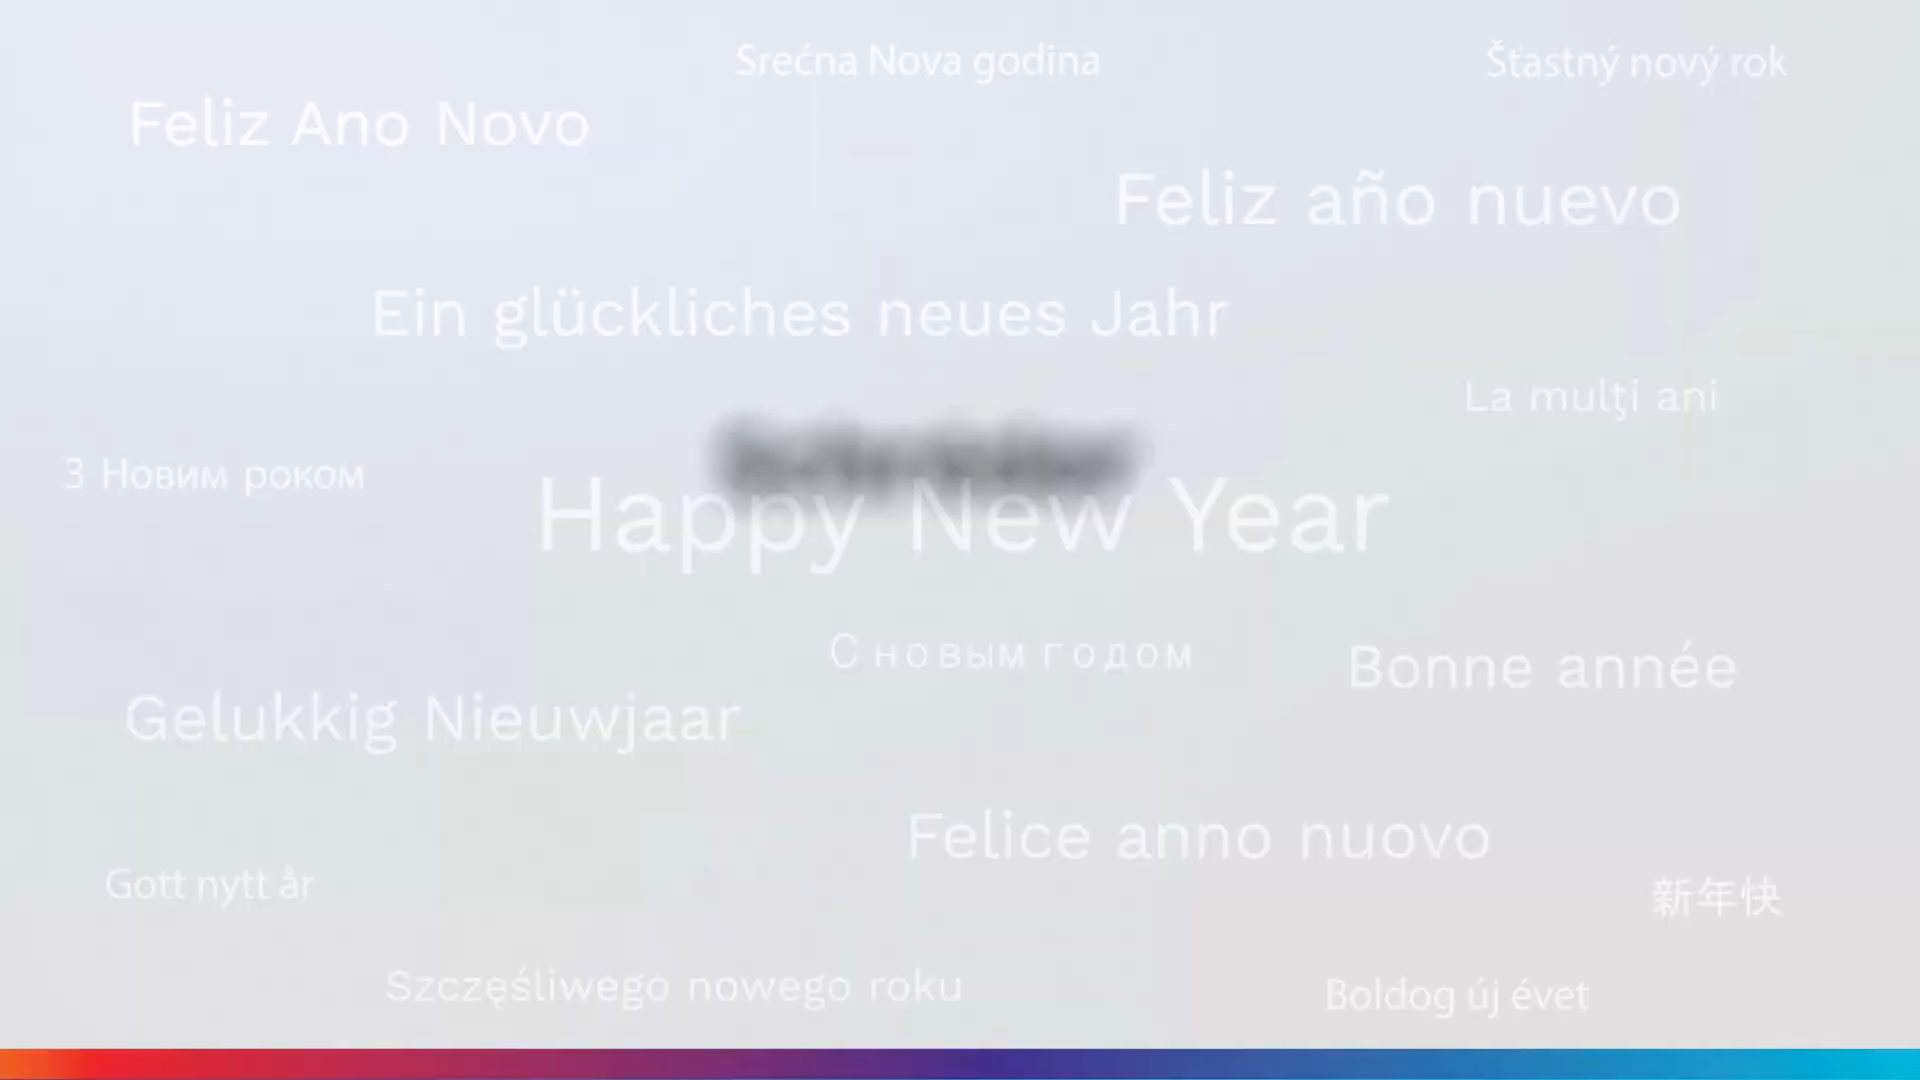 Srećna Nova godina
Šťastný nový rok
Feliz Ano Novo
Feliz año nuevo
Ein glückliches neues Jahr
La mulţi ani
З Новим роком
Happy New Year
С новым годом
Bonne année
Gelukkig Nieuwjaar
Felice anno nuovo
Gott nytt år
新年快
Szczęśliwego nowego roku
Boldog új évet